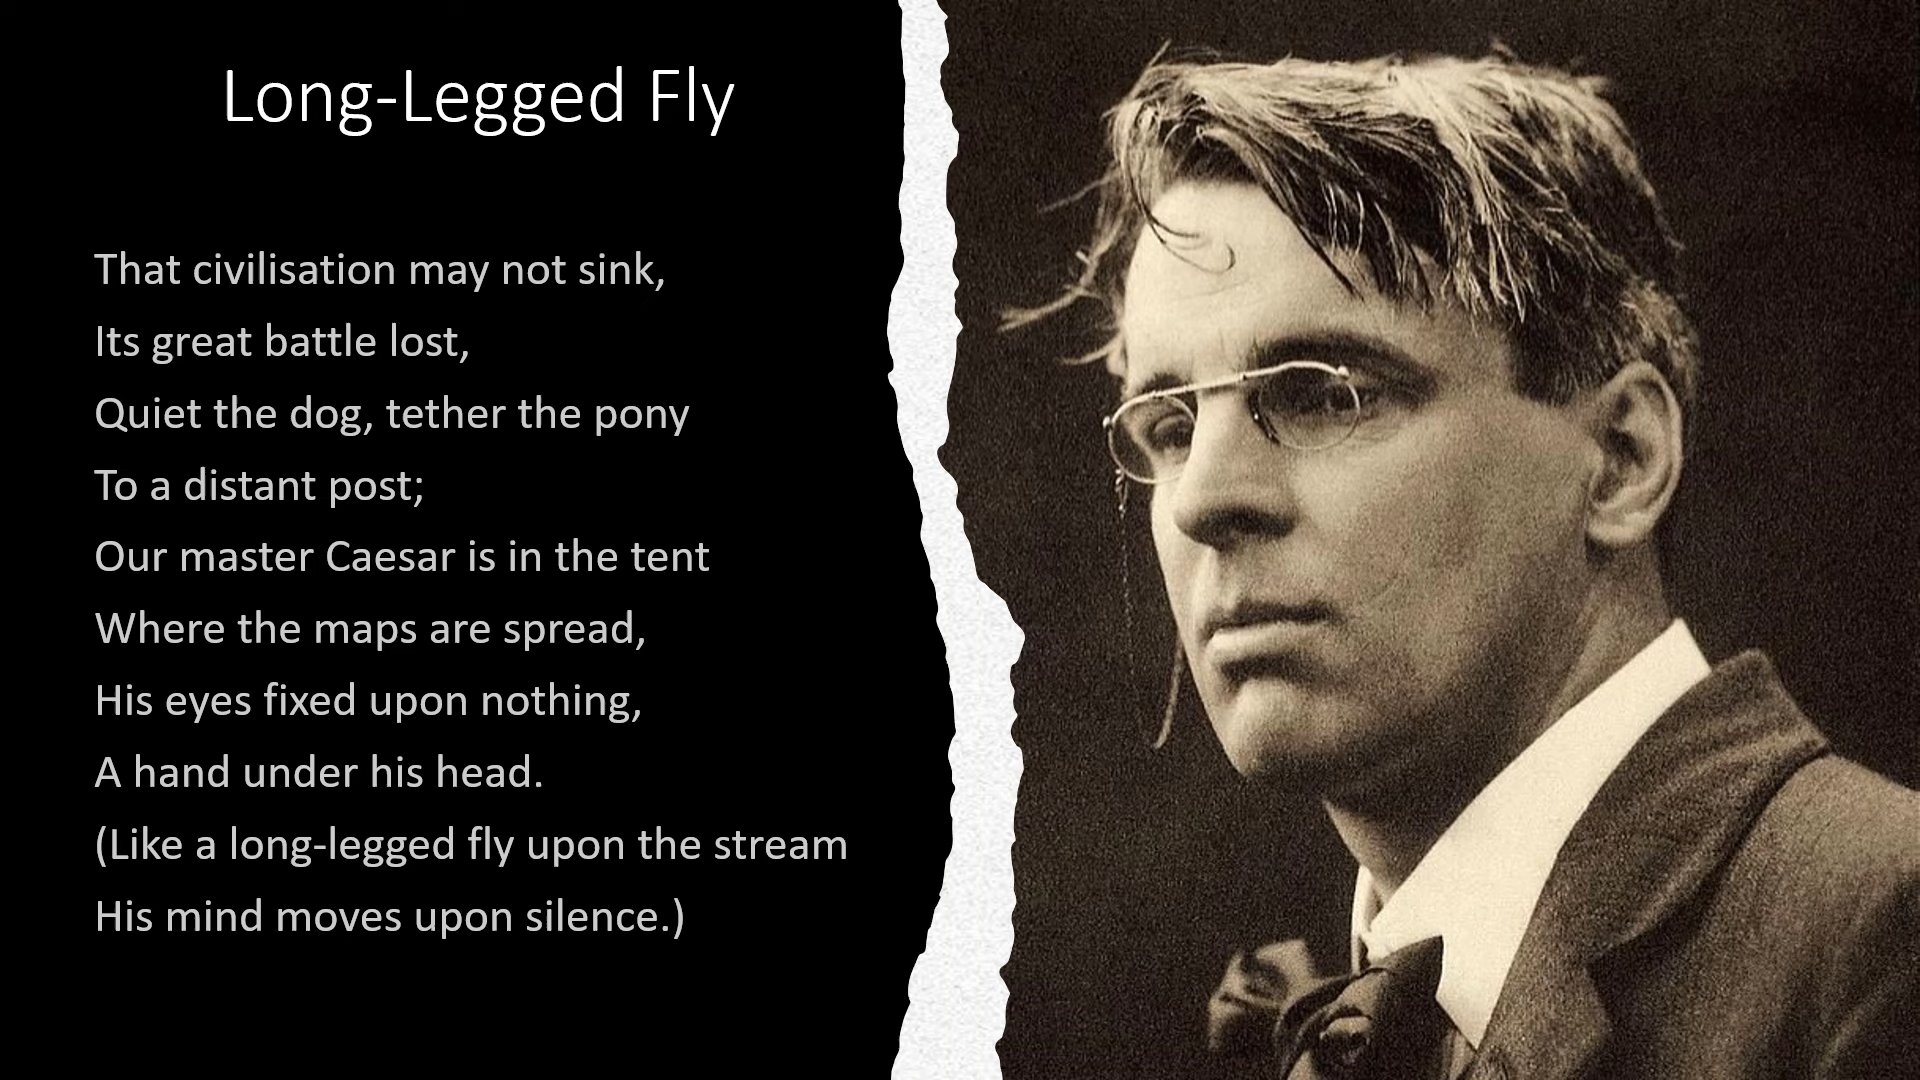 Long-Legged Fly
That civilisation may not sink,
Its great battle lost,
Quiet the dog, tether the pony
To a distant post;
Our master Caesar is in the tent
Where the maps are spread,
His eyes fixed upon nothing,
A hand under his head.
(Like a long-legged fly upon the stream
His mind moves upon silence.)